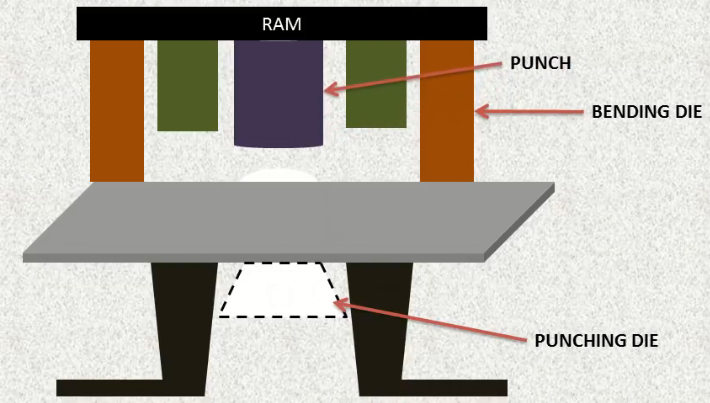 RAM
PUNCH
BENDING DIE
PUNCHING DIE